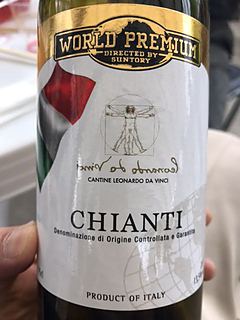 WORLD PREMIUM
DIRECTED BY
SUNTORY
Leonardo da Vinci
CANTINE LEONARDO DA VINCI
CHIANTI
Denominazione di Origine Controllata e Garantita
PRODUCT OF ITALY